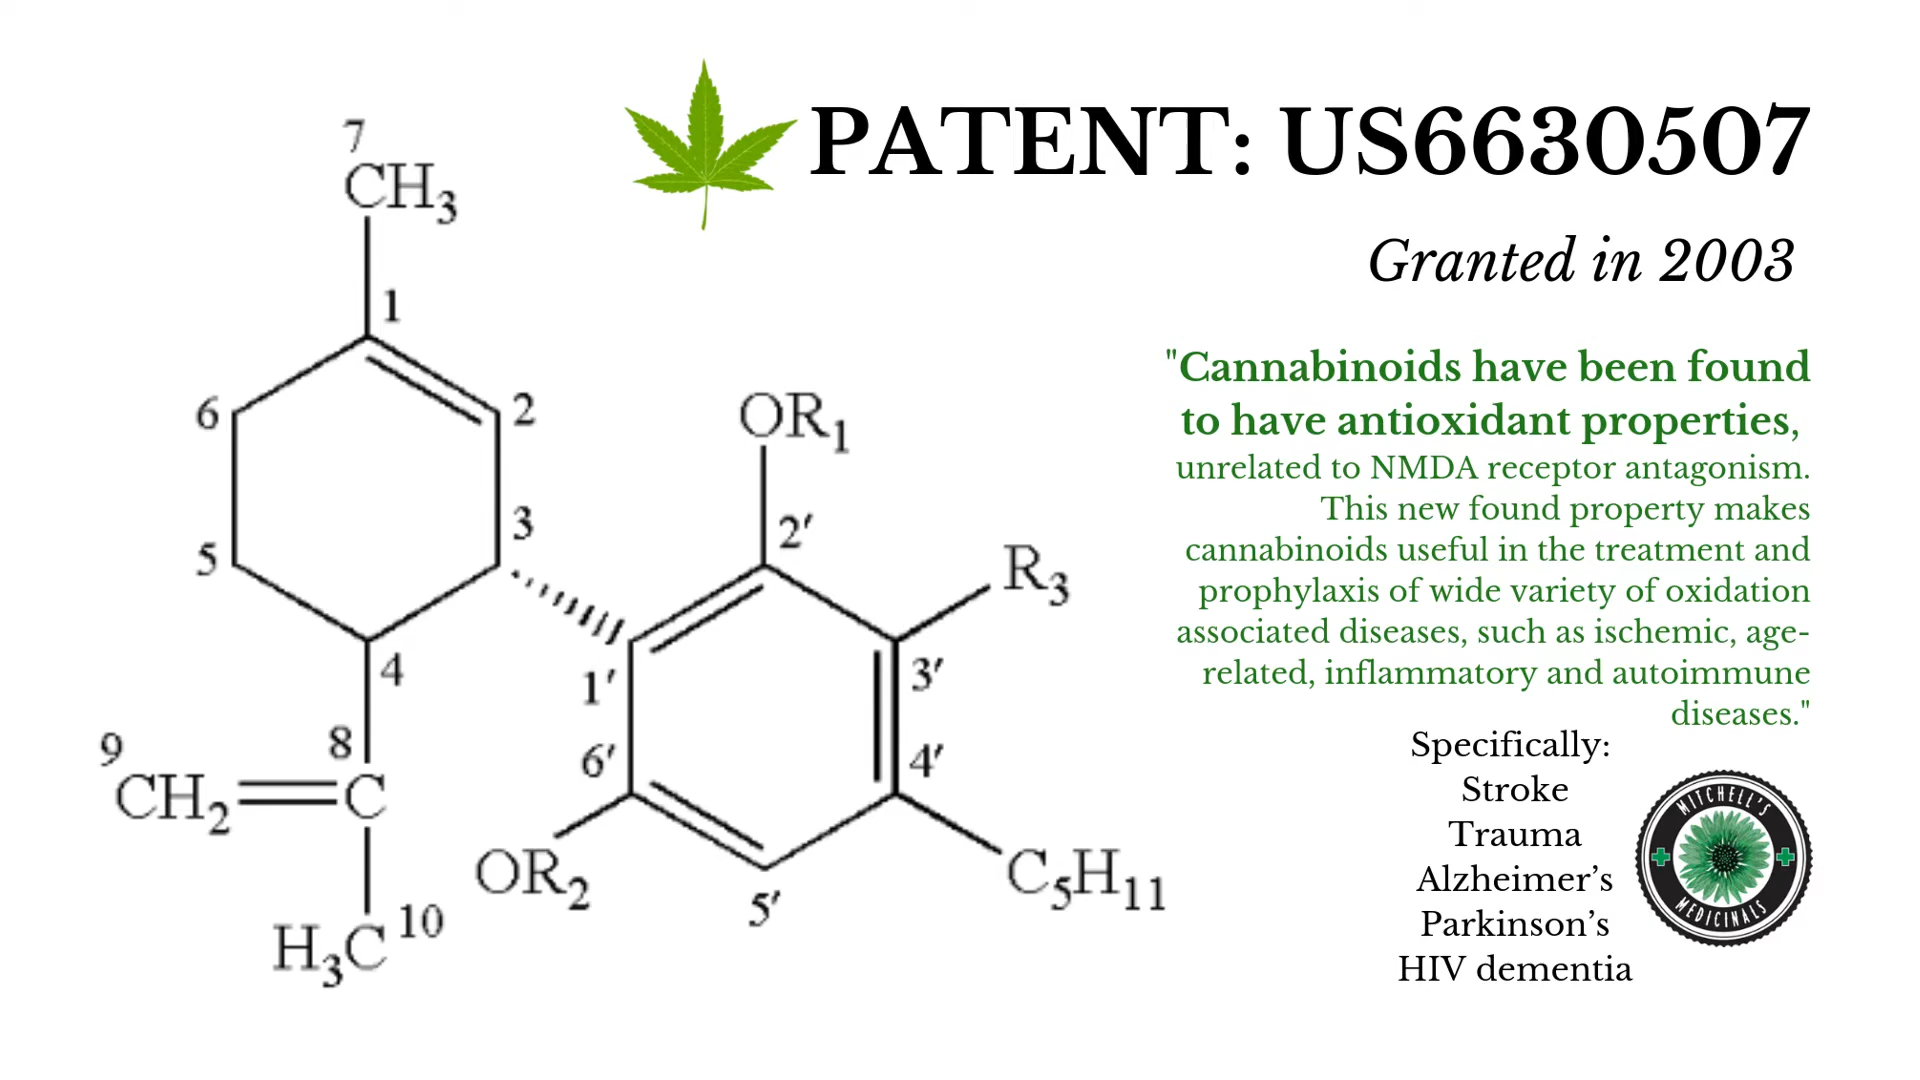 PATENT: US6630507
Granted in 2003
"Cannabinoids have been found
to have antioxidant properties,
unrelated to NMDA receptor antagonism.
This new found property makes
cannabinoids useful in the treatment and
prophylaxis of wide variety of oxidation
associated diseases, such as ischemic, age-
related, inflammatory and autoimmune
diseases."
Specifically:
Stroke
Trauma
Alzheimer’s
Parkinson’s
HIV dementia
MITCHELL'S
MEDICINALS
7
CH3
1
6
2
OR1
3
2′
5
R3
4
1′
3′
9
8
6′
4′
CH2
C
OR2
C5H11
5′
10
H3C